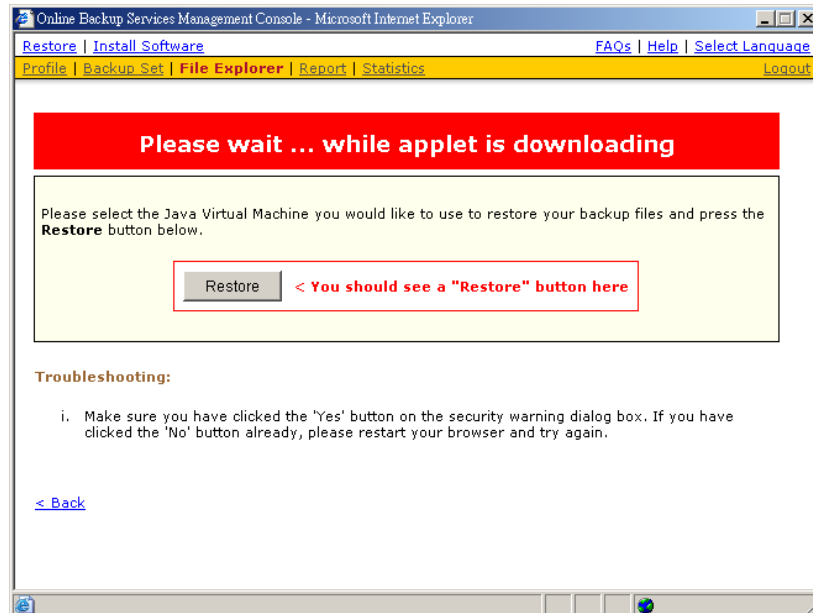 Online Backup Services Management Console - Microsoft Internet Explorer
Restore | Install Software FAQs | Help | Select Language
Profile | Backup Set | File Explorer | Report | Statistics Logout
Please wait ... while applet is downloading
Please select the Java Virtual Machine you would like to use to restore your backup files and press the
Restore button below.
Restore < You should see a "Restore" button here
Troubleshooting:
i. Make sure you have clicked the 'Yes' button on the security warning dialog box. If you have
clicked the 'No' button already, please restart your browser and try again.
< Back